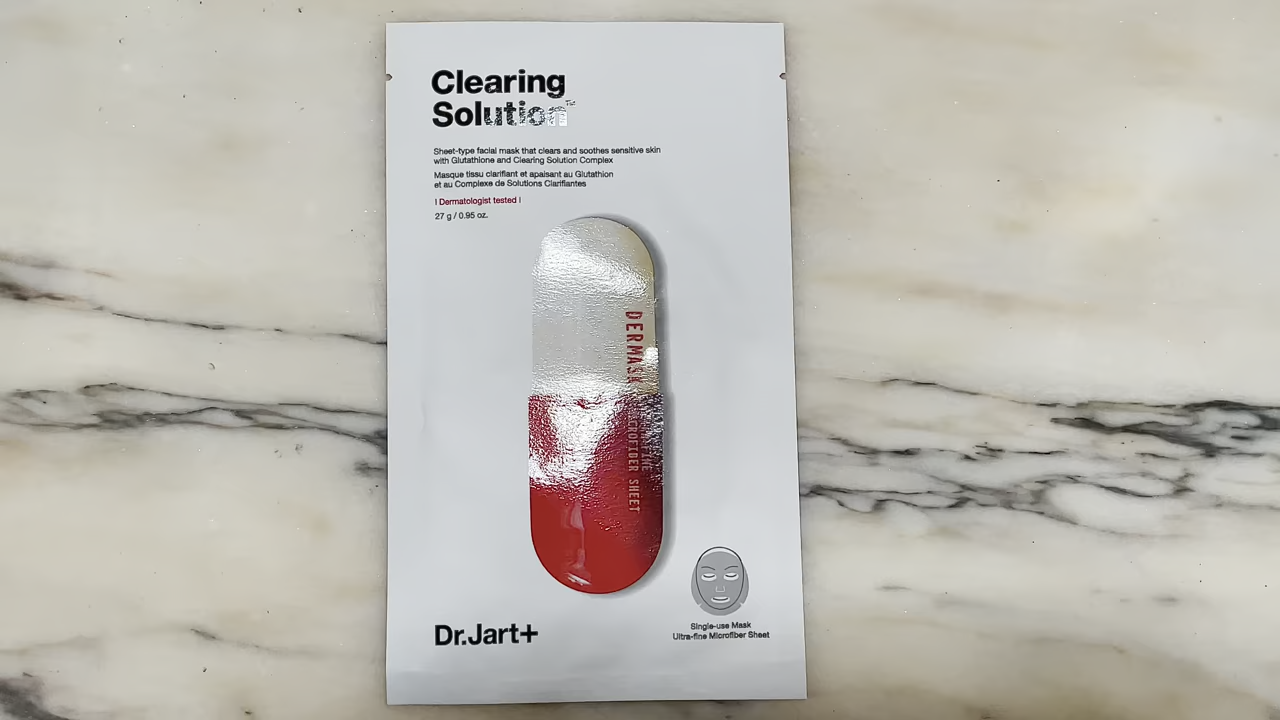 Clearing
Solution™
Sheet-type facial mask that clears and soothes sensitive skin
with Glutathione and Clearing Solution Complex
Masque tissu clarifiant et apaisant au Glutathion
et au Complexe de Solutions Clarifiantes
I Dermatologist tested I
27 g / 0.95 oz.
DERMASK
SHEET
Dr.Jart+
Single-use Mask
Ultra-fine Microfiber Sheet